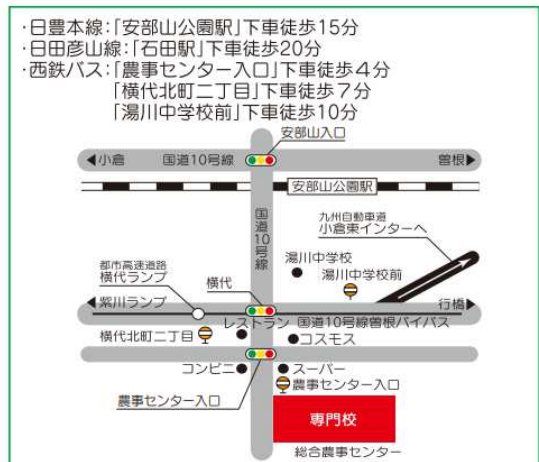 ・日豊本線:「安部山公園駅」下車徒歩15分
・日田彦山線:「石田駅」下車徒歩20分
・西鉄バス:「農事センター入口」下車徒歩4分
「横代北町二丁目」下車徒歩7分
「湯川中学校前」下車徒歩10分
安部山入口
◀小倉 国道10号線 曽根▶
安部山公園駅
国道10号線
九州自動車道
小倉東インターへ
湯川中学校
湯川中学校前
都市高速道路
横代ランプ
横代
◀紫川ランプ 行橋▶
レストラン 国道10号線曽根バイパス
横代北町二丁目
コスモス
コンビニ
スーパー
農事センター入口
農事センター入口
専門校
総合農事センター